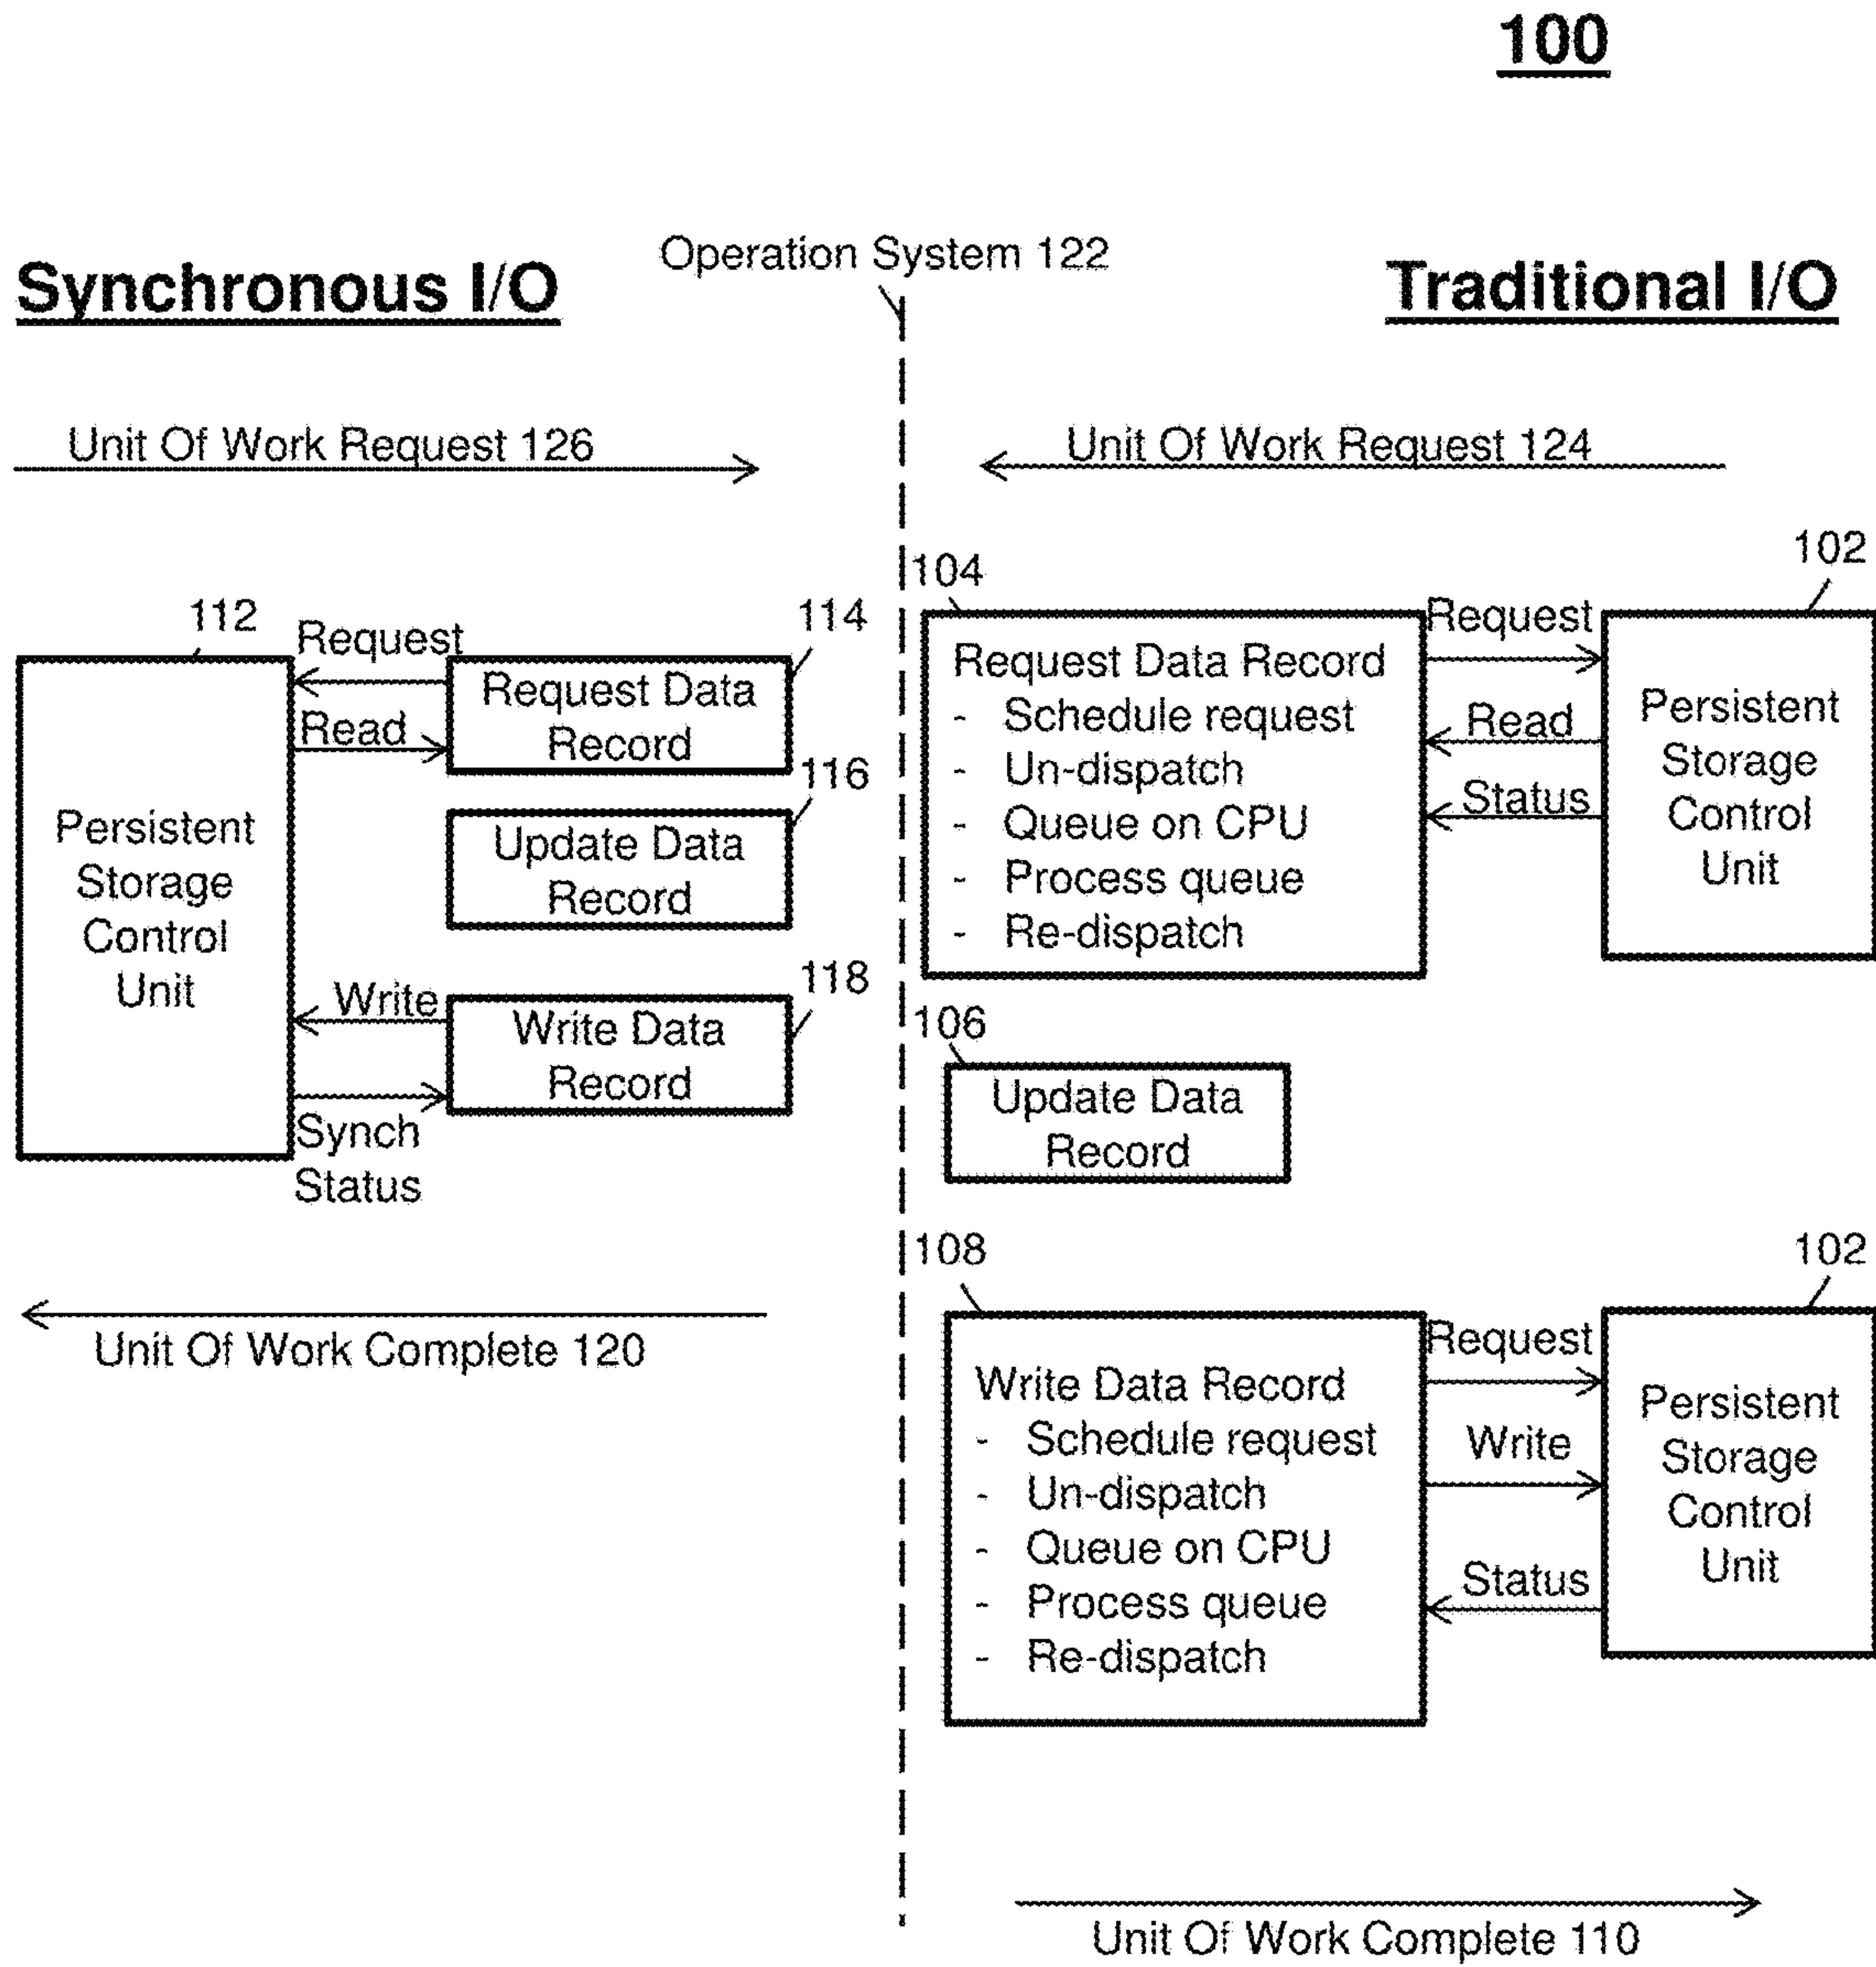 100
Operation System 122
Synchronous I/O
Traditional I/O
Unit Of Work Request 126
Unit Of Work Request 124
112
Request
Read
Persistent
Storage
Control
Unit
114
Request Data
Record
116
Update Data
Record
118
Write
Write Data
Record
Synch
Status
Unit Of Work Complete 120
104
Request Data Record
- Schedule request
- Un-dispatch
- Queue on CPU
- Process queue
- Re-dispatch
Request
Read
Status
102
Persistent
Storage
Control
Unit
106
Update Data
Record
108
Write Data Record
- Schedule request
- Un-dispatch
- Queue on CPU
- Process queue
- Re-dispatch
Request
Write
Status
102
Persistent
Storage
Control
Unit
Unit Of Work Complete 110